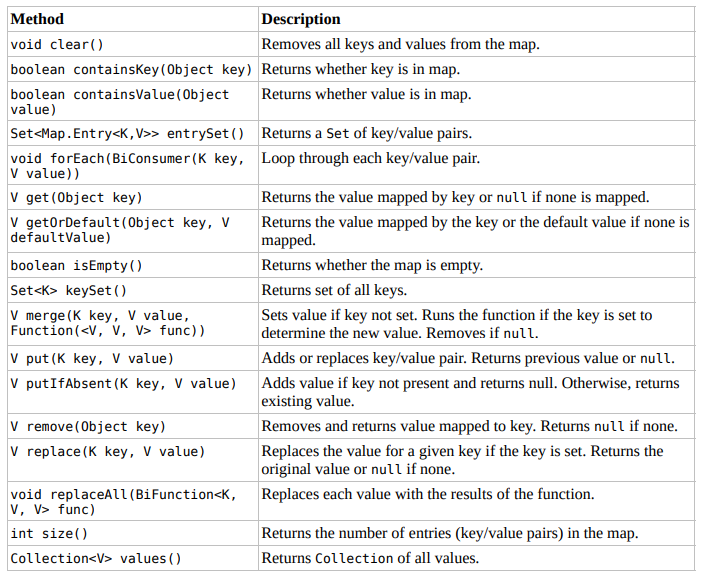 Method Description
void clear() Removes all keys and values from the map.
boolean containsKey(Object key) Returns whether key is in map.
boolean containsValue(Object Returns whether value is in map.
value)
Set<Map.Entry<K,V>> entrySet() Returns a Set of key/value pairs.
void forEach(BiConsumer(K key, Loop through each key/value pair.
V value))
V get(Object key) Returns the value mapped by key or null if none is mapped.
V getOrDefault(Object key, V Returns the value mapped by the key or the default value if none is
defaultValue) mapped.
boolean isEmpty() Returns whether the map is empty.
Set<K> keySet() Returns set of all keys.
V merge(K key, V value, Sets value if key not set. Runs the function if the key is set to
Function(<V, V, V> func)) determine the new value. Removes if null.
V put(K key, V value) Adds or replaces key/value pair. Returns previous value or null.
V putIfAbsent(K key, V value) Adds value if key not present and returns null. Otherwise, returns
existing value.
V remove(Object key) Removes and returns value mapped to key. Returns null if none.
V replace(K key, V value) Replaces the value for a given key if the key is set. Returns the
original value or null if none.
void replaceAll(BiFunction<K, Replaces each value with the results of the function.
V, V> func)
int size() Returns the number of entries (key/value pairs) in the map.
Collection<V> values() Returns Collection of all values.